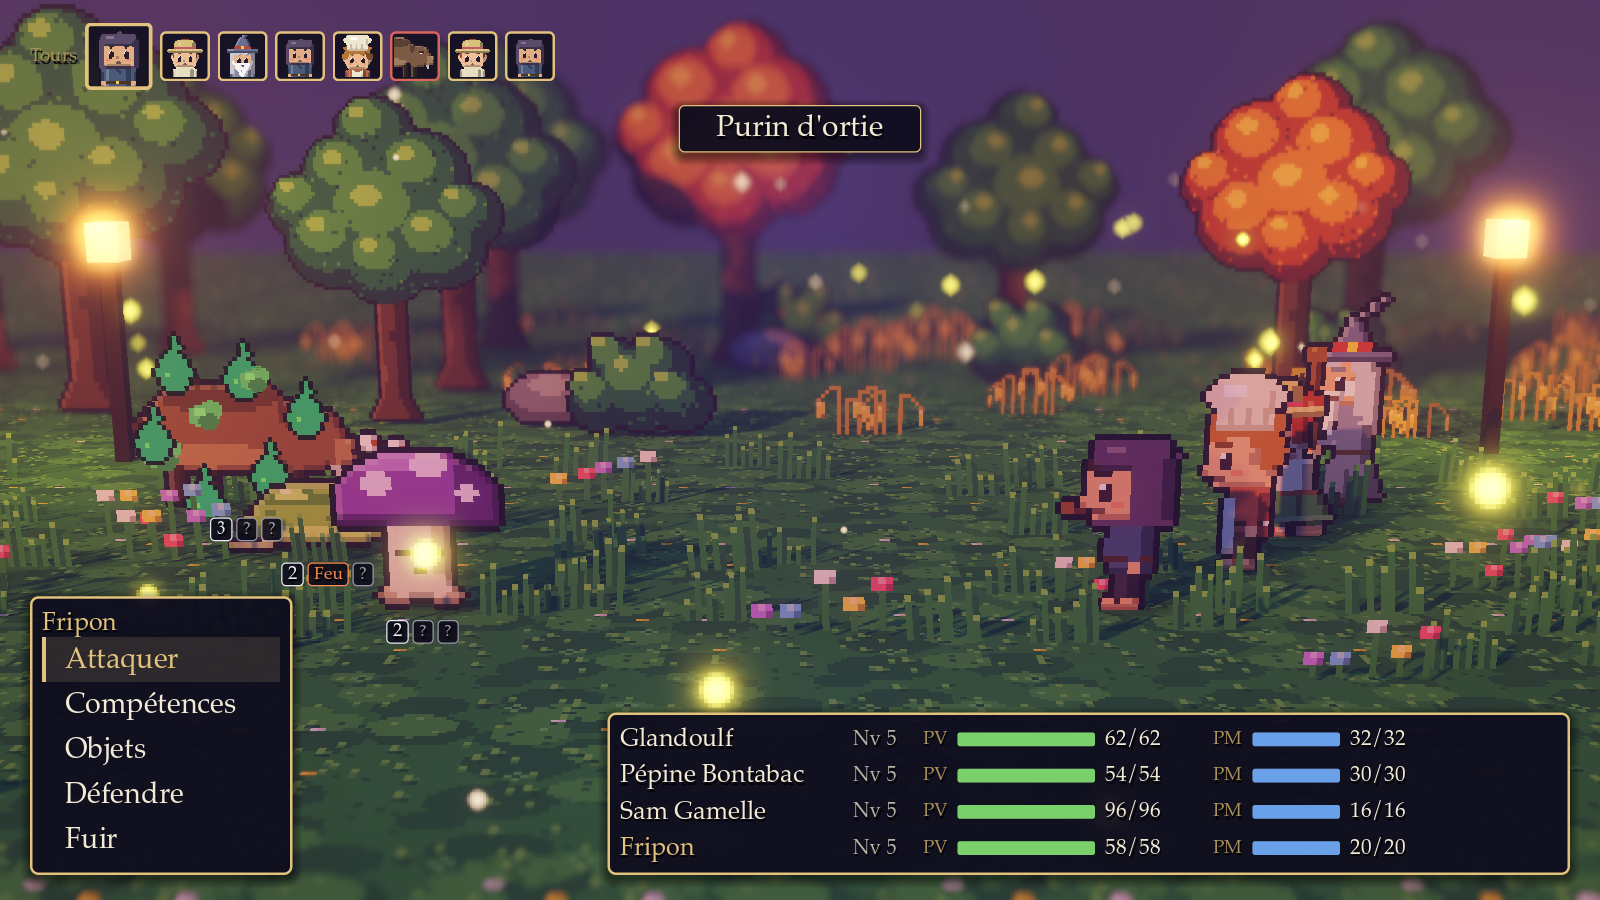 Tours
Purin d'ortie
3 ? ?
2 Feu ?
2 ? ?
Fripon
Attaquer
Compétences
Objets
Défendre
Fuir
Glandoulf Nv 5 PV 62/62 PM 32/32
Pépine Bontabac Nv 5 PV 54/54 PM 30/30
Sam Gamelle Nv 5 PV 96/96 PM 16/16
Fripon Nv 5 PV 58/58 PM 20/20